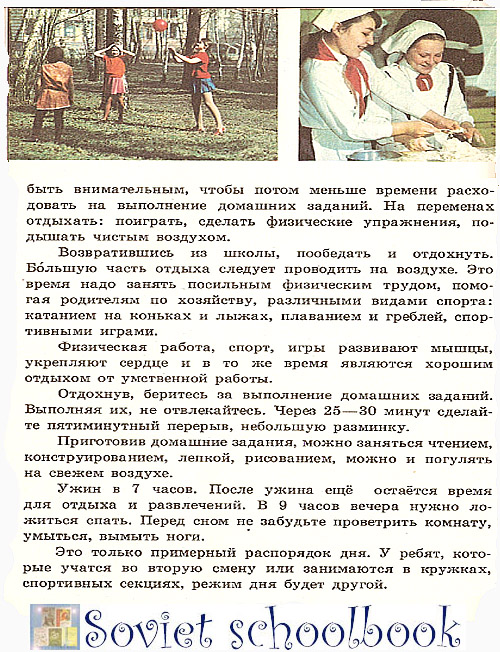 быть внимательным, чтобы потом меньше времени расхо-
довать на выполнение домашних заданий. На переменах
отдыхать: поиграть, сделать физические упражнения, по-
дышать чистым воздухом.
Возвратившись из школы, пообедать и отдохнуть.
Бо́льшую часть отдыха следует проводить на воздухе. Это
время надо занять посильным физическим трудом, помо-
гая родителям по хозяйству, различными видами спорта:
катанием на коньках и лыжах, плаванием и греблей, спор-
тивными играми.
Физическая работа, спорт, игры развивают мышцы,
укрепляют сердце и в то же время являются хорошим
отдыхом от умственной работы.
Отдохнув, беритесь за выполнение домашних заданий.
Выполняя их, не отвлекайтесь. Через 25—30 минут сделай-
те пятиминутный перерыв, небольшую разминку.
Приготовив домашние задания, можно заняться чтением,
конструированием, лепкой, рисованием, можно и погулять
на свежем воздухе.
Ужин в 7 часов. После ужина ещё остаётся время
для отдыха и развлечений. В 9 часов вечера нужно ло-
житься спать. Перед сном не забудьте проветрить комнату,
умыться, вымыть ноги.
Это только примерный распорядок дня. У ребят, кото-
рые учатся во вторую смену или занимаются в кружках,
спортивных секциях, режим дня будет другой.
Soviet schoolbook